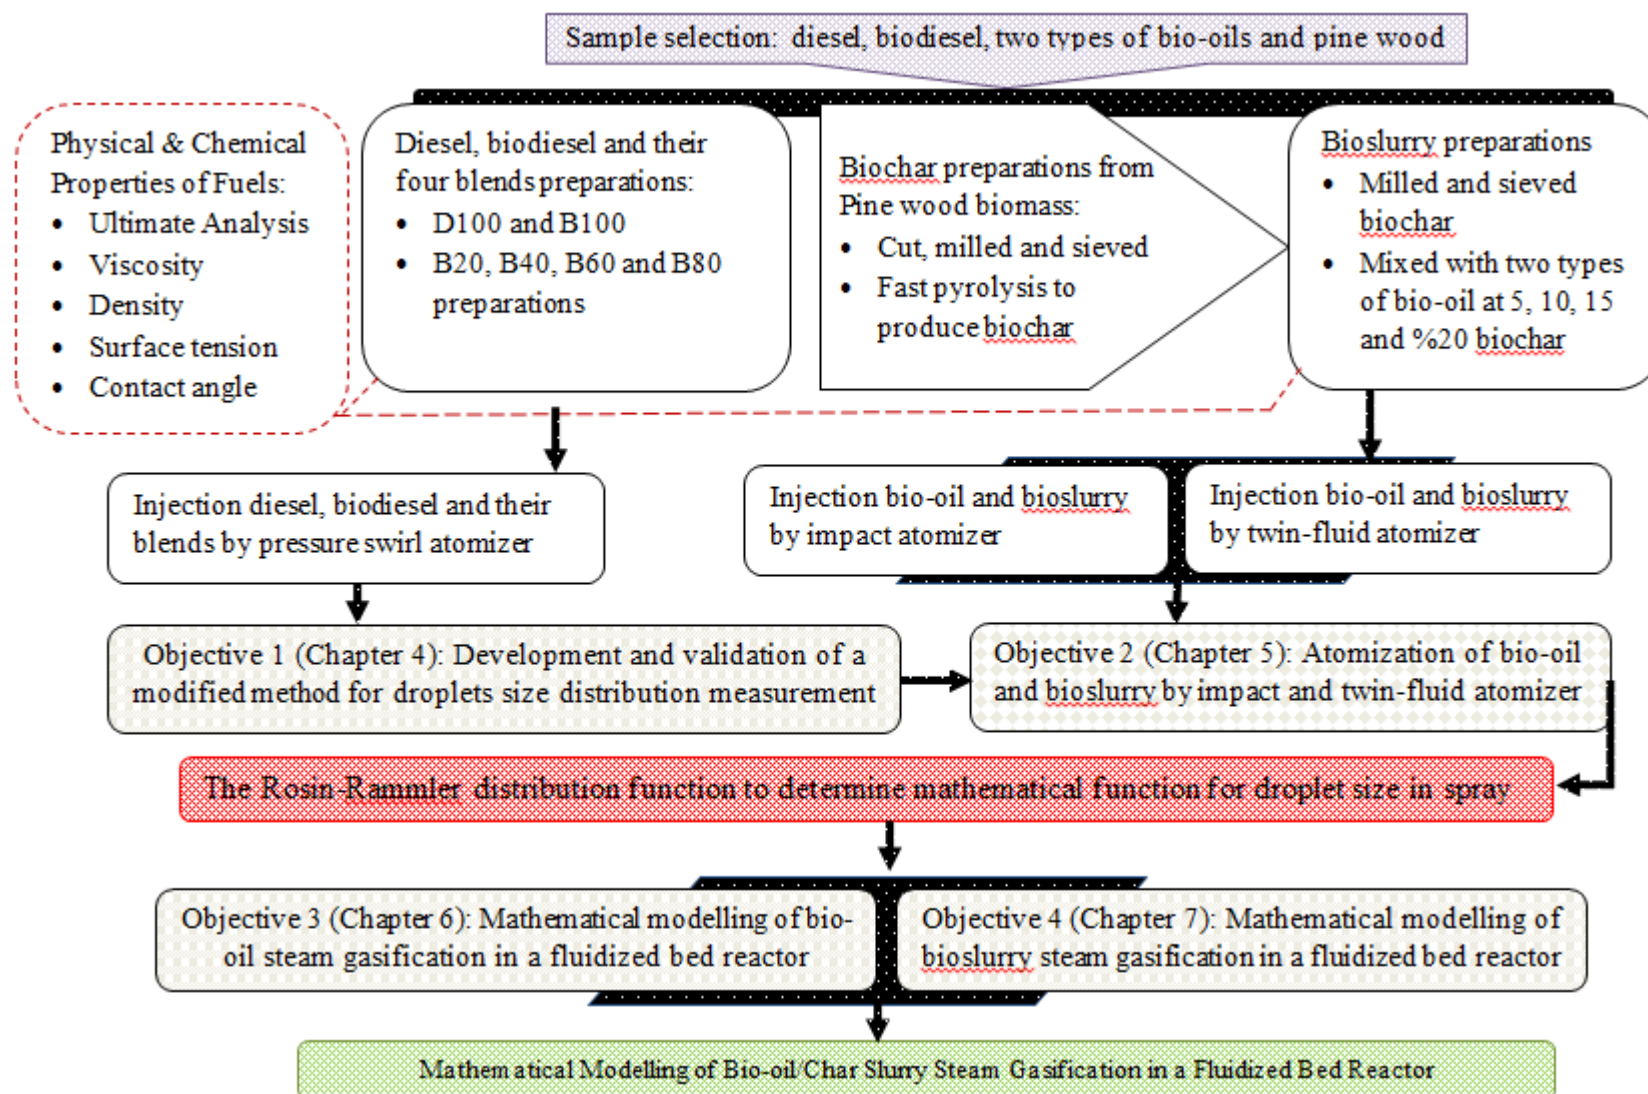 Sample selection: diesel, biodiesel, two types of bio-oils and pine wood
Physical & Chemical
Properties of Fuels:
• Ultimate Analysis
• Viscosity
• Density
• Surface tension
• Contact angle
Diesel, biodiesel and their
four blends preparations:
• D100 and B100
• B20, B40, B60 and B80
preparations
Biochar preparations from
Pine wood biomass:
• Cut, milled and sieved
• Fast pyrolysis to
produce biochar
Bioslurry preparations
• Milled and sieved
biochar
• Mixed with two types
of bio-oil at 5, 10, 15
and %20 biochar
Injection diesel, biodiesel and their
blends by pressure swirl atomizer
Injection bio-oil and bioslurry
by impact atomizer
Injection bio-oil and bioslurry
by twin-fluid atomizer
Objective 1 (Chapter 4): Development and validation of a
modified method for droplets size distribution measurement
Objective 2 (Chapter 5): Atomization of bio-oil
and bioslurry by impact and twin-fluid atomizer
The Rosin-Rammler distribution function to determine mathematical function for droplet size in spray
Objective 3 (Chapter 6): Mathematical modelling of bio-
oil steam gasification in a fluidized bed reactor
Objective 4 (Chapter 7): Mathematical modelling of
bioslurry steam gasification in a fluidized bed reactor
Mathematical Modelling of Bio-oil/Char Slurry Steam Gasification in a Fluidized Bed Reactor